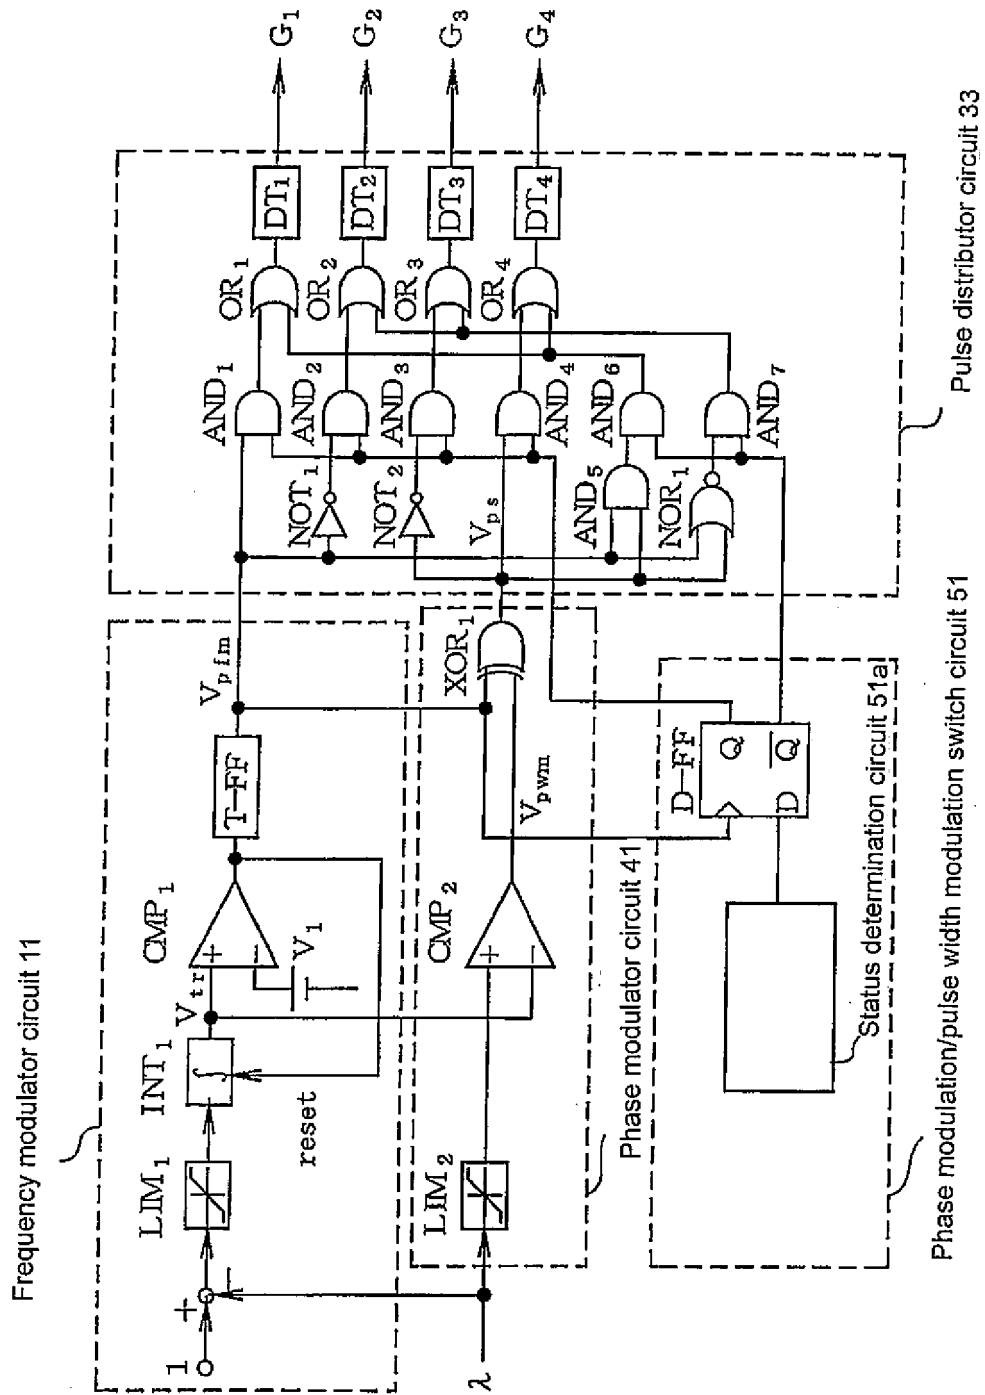 Frequency modulator circuit 11
1
+
−
LIM1
INT1
∫
reset
Vtr
CMP1
+
−
V1
T-FF
Vpfm
λ
LIM2
CMP2
+
−
Vpwm
XOR1
Phase modulator circuit 41
Vps
NOT1
NOT2
AND1
AND2
AND3
AND4
AND5
AND6
NOR1
AND7
OR1
OR2
OR3
OR4
DT1
DT2
DT3
DT4
G1
G2
G3
G4
Pulse distributor circuit 33
D-FF
Q
Q̅
D
Status determination circuit 51a
Phase modulation/pulse width modulation switch circuit 51